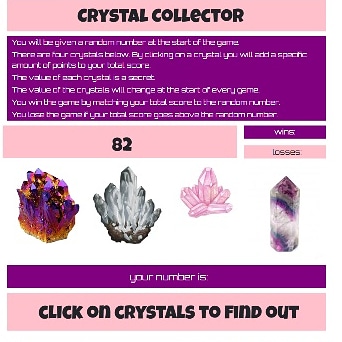 CRYSTAL COLLECTOR
You will be given a random number at the start of the game.
There are four crystals below. By clicking on a crystal you will add a specific
amount of points to your total score.
The value of each crystal is a secret.
The value of the crystals will change at the start of every game.
You win the game by matching your total score to the random number.
You lose the game if your total score goes above the random number.
82
wins:
losses:
your number is:
CLICK ON CRYSTALS TO FIND OUT